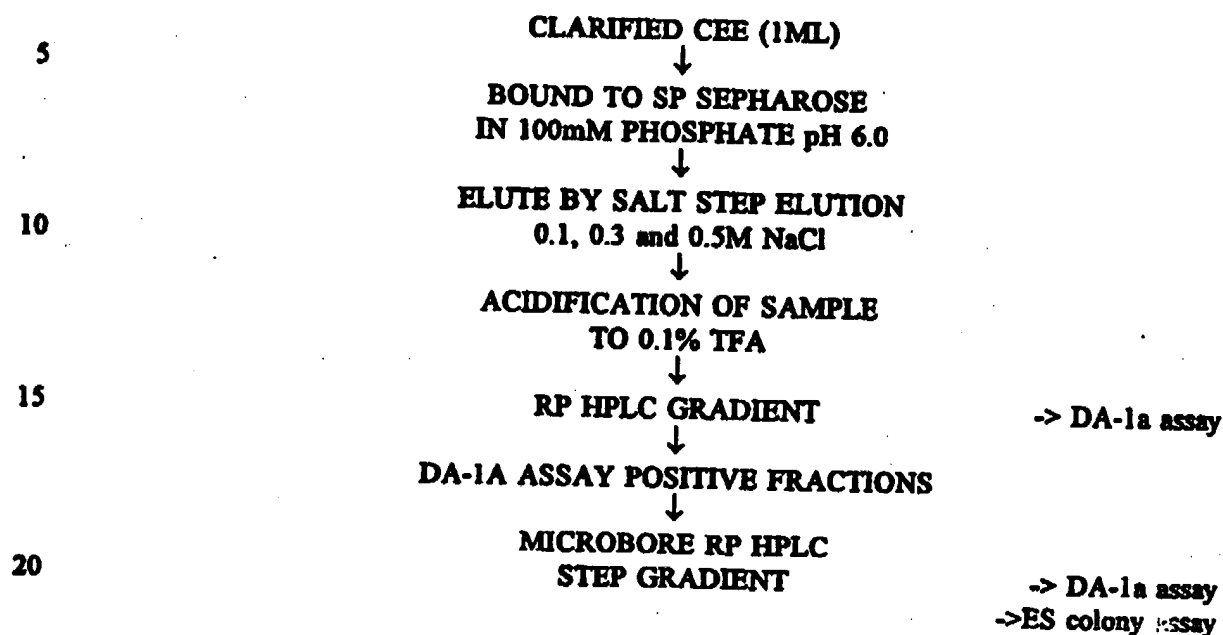 5 CLARIFIED CEE (1ML)
↓
BOUND TO SP SEPHAROSE
IN 100mM PHOSPHATE pH 6.0
↓
10 ELUTE BY SALT STEP ELUTION
0.1, 0.3 and 0.5M NaCl
↓
ACIDIFICATION OF SAMPLE
TO 0.1% TFA
↓
15 RP HPLC GRADIENT -> DA-1a assay
↓
DA-1A ASSAY POSITIVE FRACTIONS
↓
MICROBORE RP HPLC
20 STEP GRADIENT -> DA-1a assay
->ES colony assay